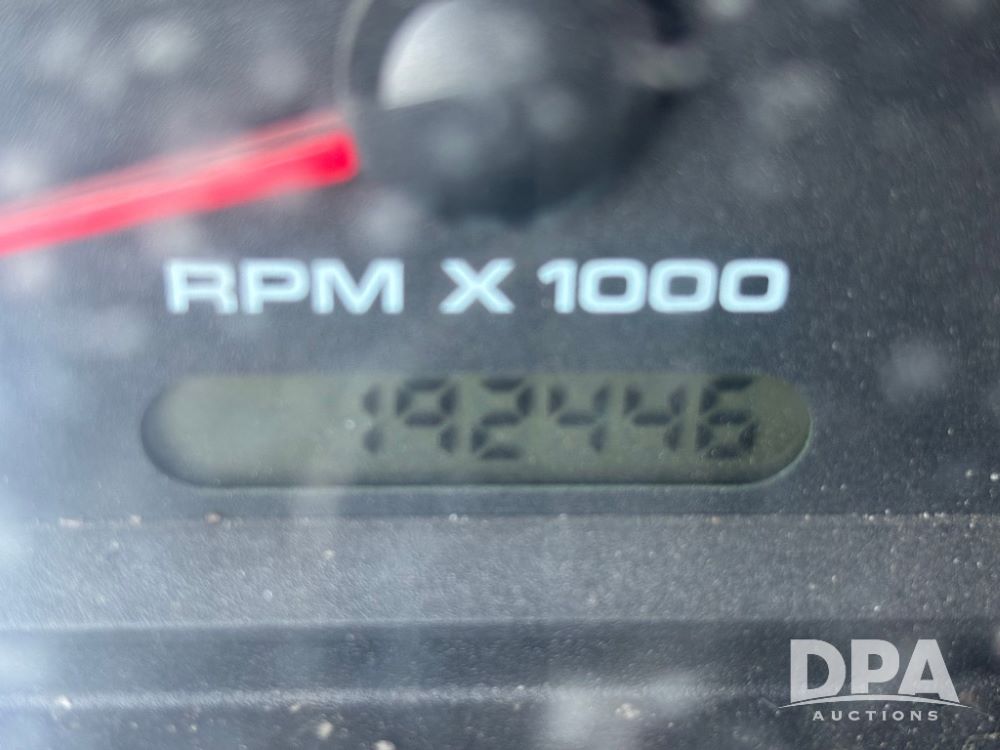 RPM X 1000
192446
DPA
AUCTIONS